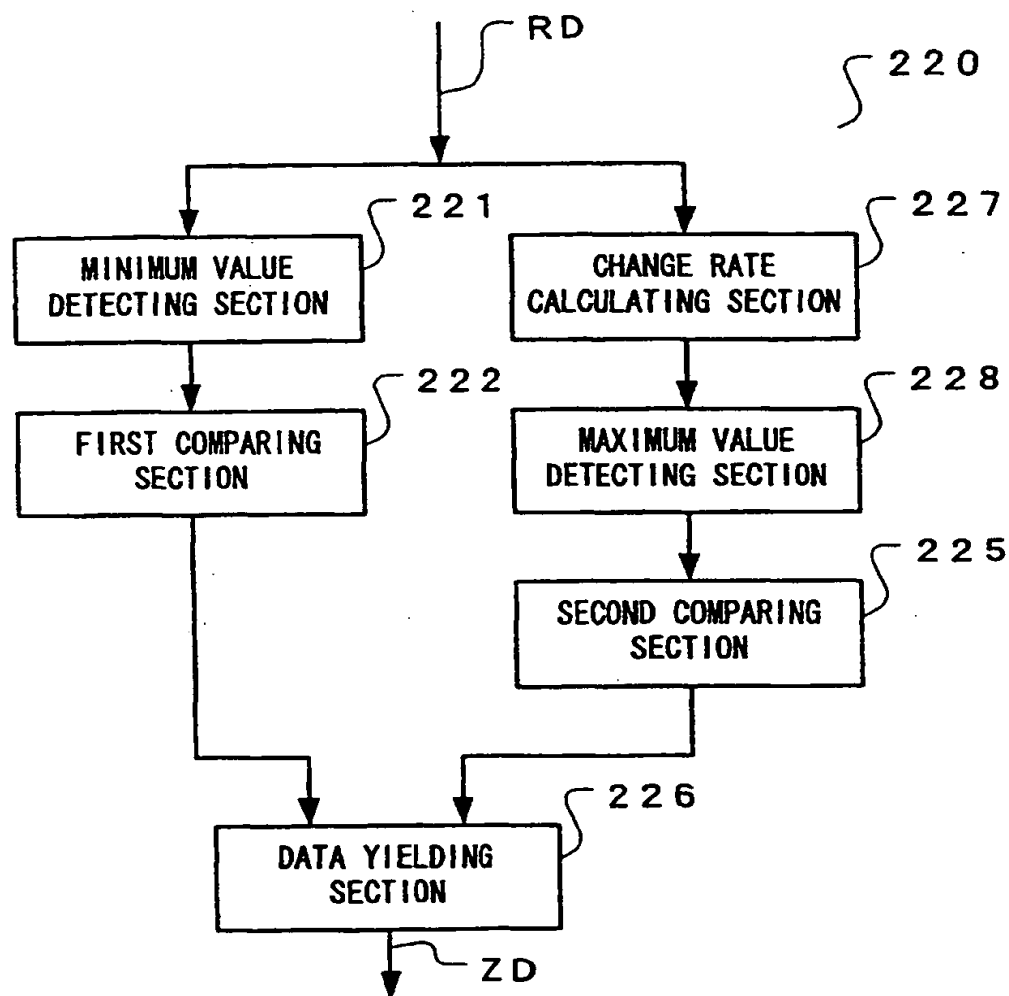 RD
220
221
227
MINIMUM VALUE
DETECTING SECTION
CHANGE RATE
CALCULATING SECTION
222
228
FIRST COMPARING
SECTION
MAXIMUM VALUE
DETECTING SECTION
225
SECOND COMPARING
SECTION
226
DATA YIELDING
SECTION
ZD